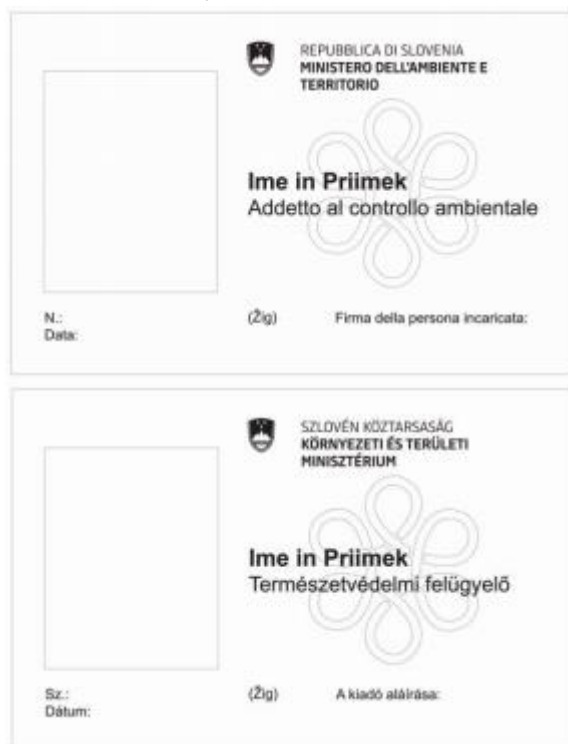 REPUBBLICA DI SLOVENIA
MINISTERO DELL'AMBIENTE E
TERRITORIO
Ime in Priimek
Addetto al controllo ambientale
N.: (Žig) Firma della persona incaricata:
Data:
SZLOVÉN KÖZTARSASÁG
KÖRNYEZETI ÉS TERÜLETI
MINISZTÉRIUM
Ime in Priimek
Természetvédelmi felügyelő
Sz.: (Žig) A kiadó aláírása:
Dátum: